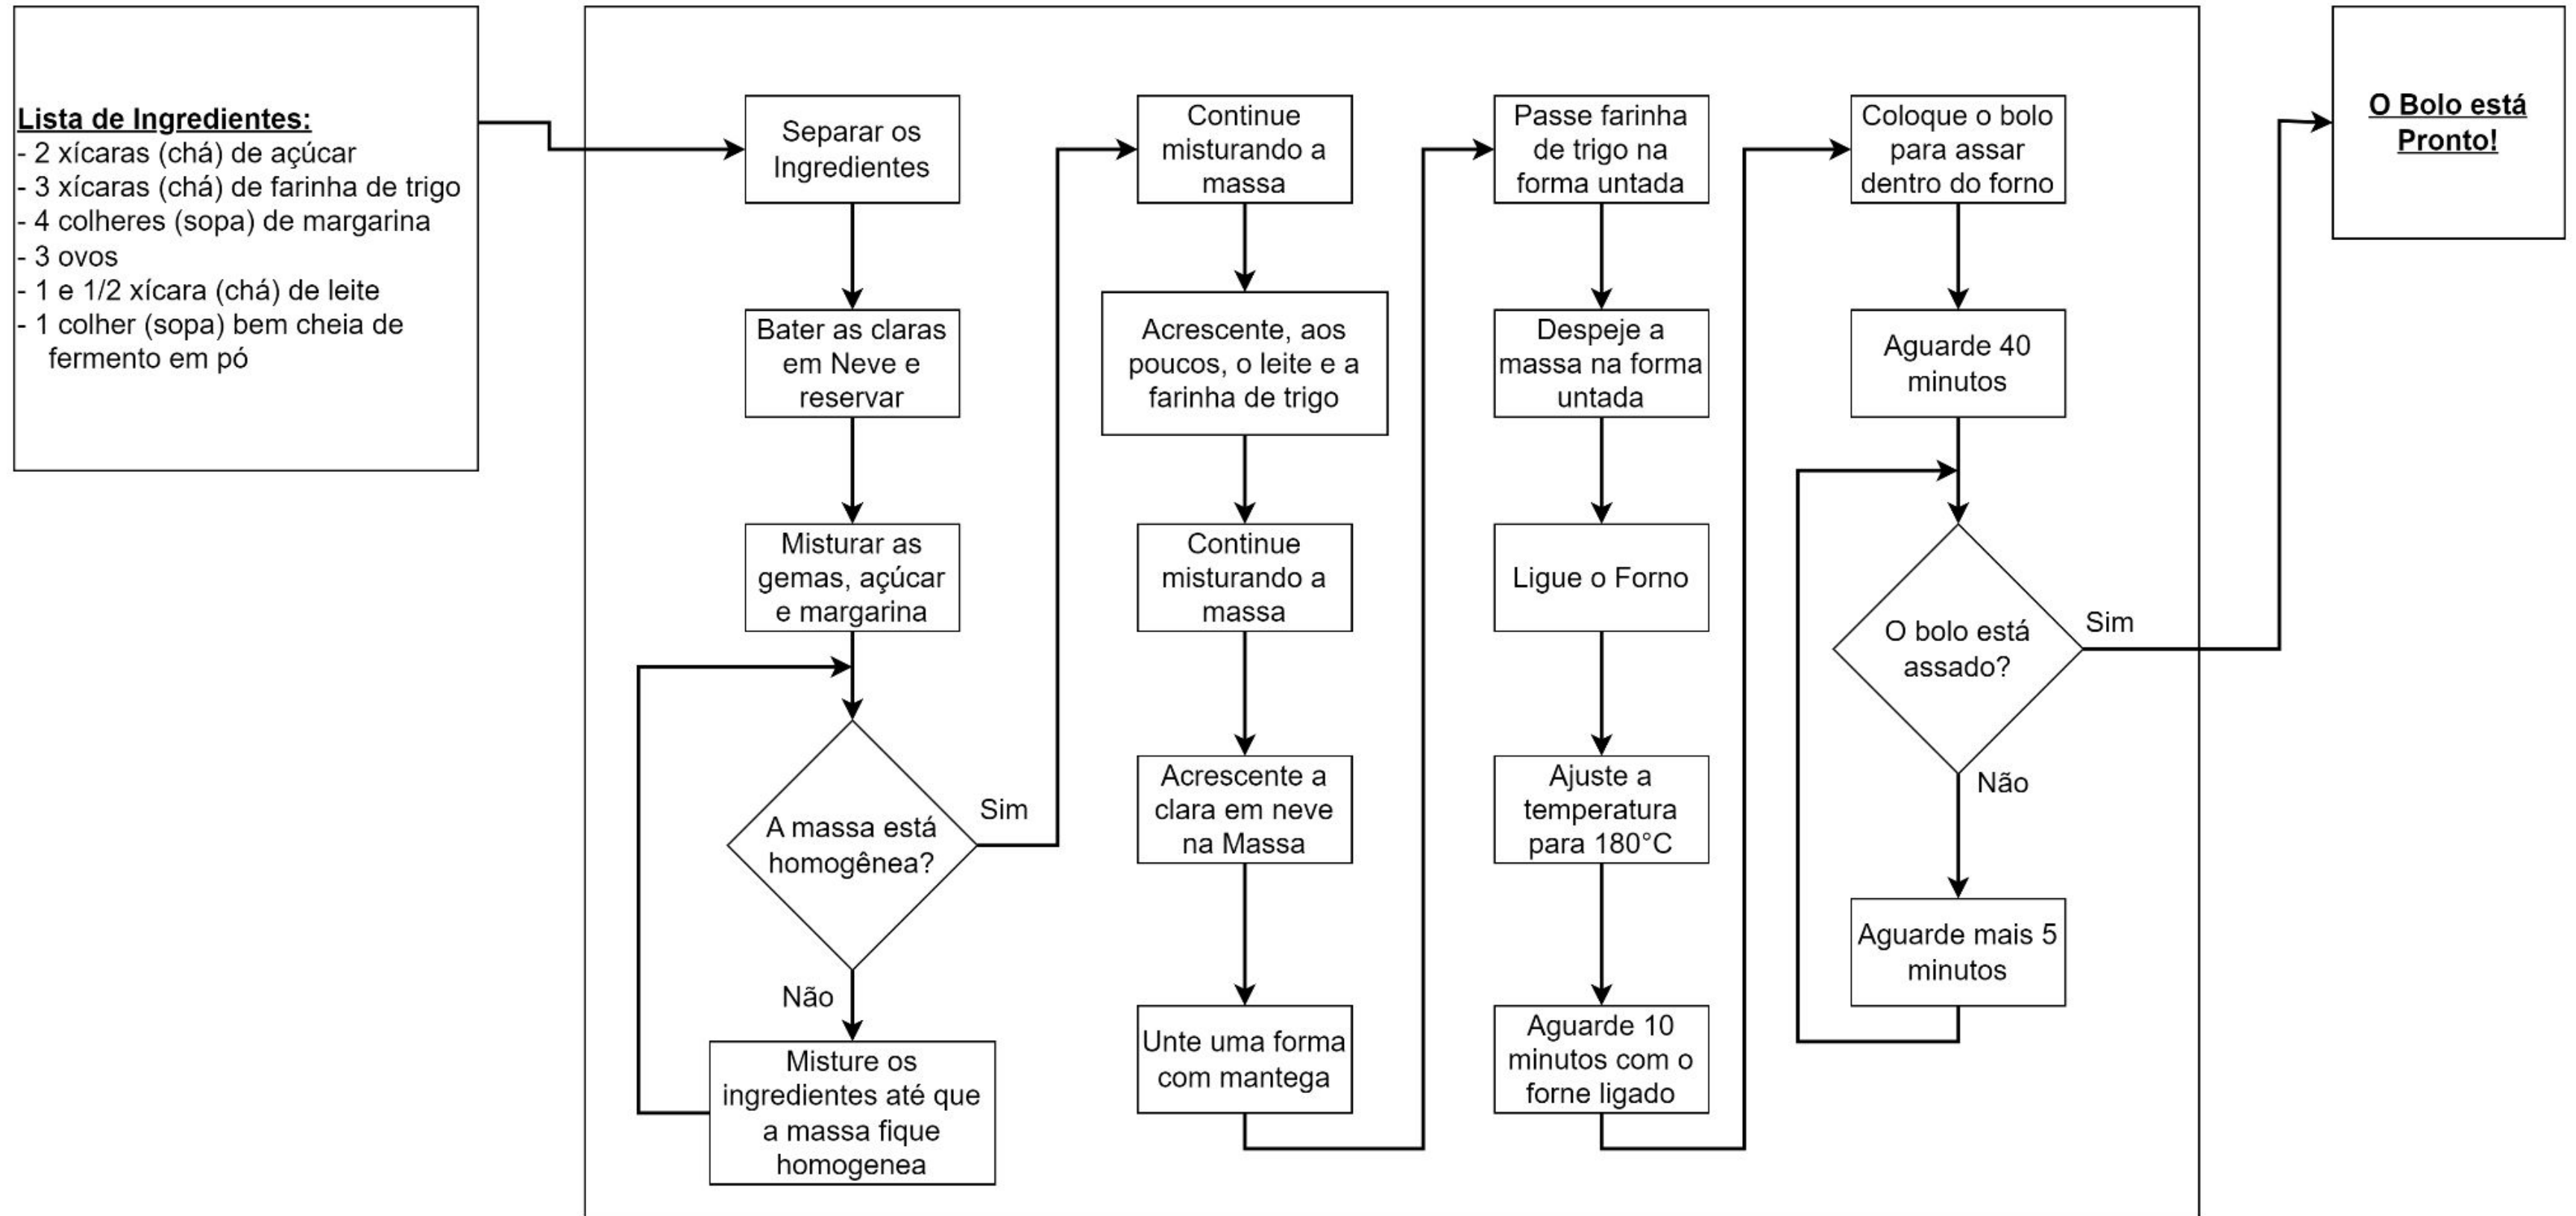 Lista de Ingredientes:
- 2 xícaras (chá) de açúcar
- 3 xícaras (chá) de farinha de trigo
- 4 colheres (sopa) de margarina
- 3 ovos
- 1 e 1/2 xícara (chá) de leite
- 1 colher (sopa) bem cheia de
fermento em pó
Separar os
Ingredientes
Bater as claras
em Neve e
reservar
Misturar as
gemas, açúcar
e margarina
A massa está
homogênea?
Sim
Não
Misture os
ingredientes até que
a massa fique
homogenea
Continue
misturando a
massa
Acrescente, aos
poucos, o leite e a
farinha de trigo
Continue
misturando a
massa
Acrescente a
clara em neve
na Massa
Unte uma forma
com mantega
Passe farinha
de trigo na
forma untada
Despeje a
massa na forma
untada
Ligue o Forno
Ajuste a
temperatura
para 180°C
Aguarde 10
minutos com o
forne ligado
Coloque o bolo
para assar
dentro do forno
Aguarde 40
minutos
O bolo está
assado?
Sim
Não
Aguarde mais 5
minutos
O Bolo está
Pronto!